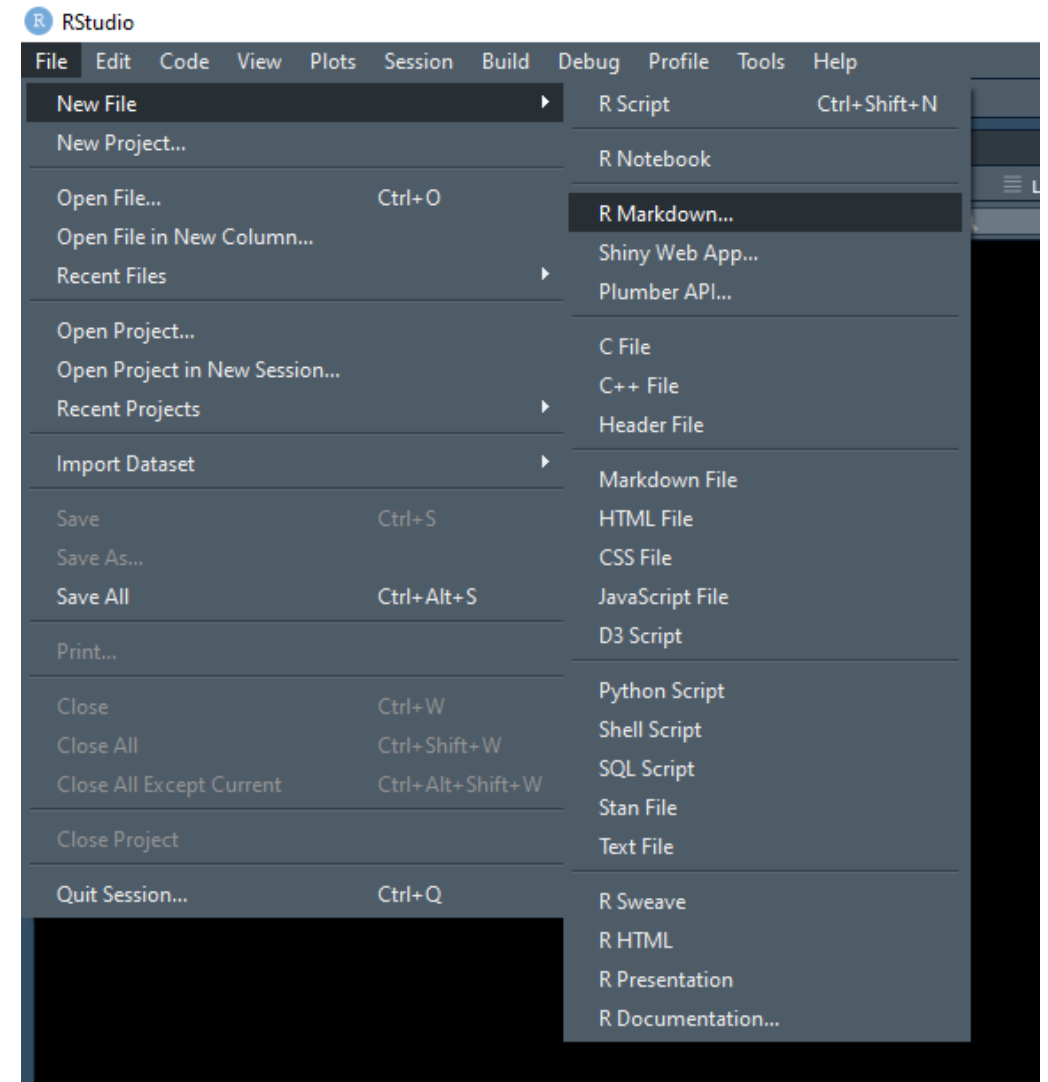 R RStudio
File Edit Code View Plots Session Build Debug Profile Tools Help
New File
New Project...
Open File... Ctrl+O
Open File in New Column...
Recent Files
Open Project...
Open Project in New Session...
Recent Projects
Import Dataset
Save Ctrl+S
Save As...
Save All Ctrl+Alt+S
Print...
Close Ctrl+W
Close All Ctrl+Shift+W
Close All Except Current Ctrl+Alt+Shift+W
Close Project
Quit Session... Ctrl+Q
R Script Ctrl+Shift+N
R Notebook
R Markdown...
Shiny Web App...
Plumber API...
C File
C++ File
Header File
Markdown File
HTML File
CSS File
JavaScript File
D3 Script
Python Script
Shell Script
SQL Script
Stan File
Text File
R Sweave
R HTML
R Presentation
R Documentation...